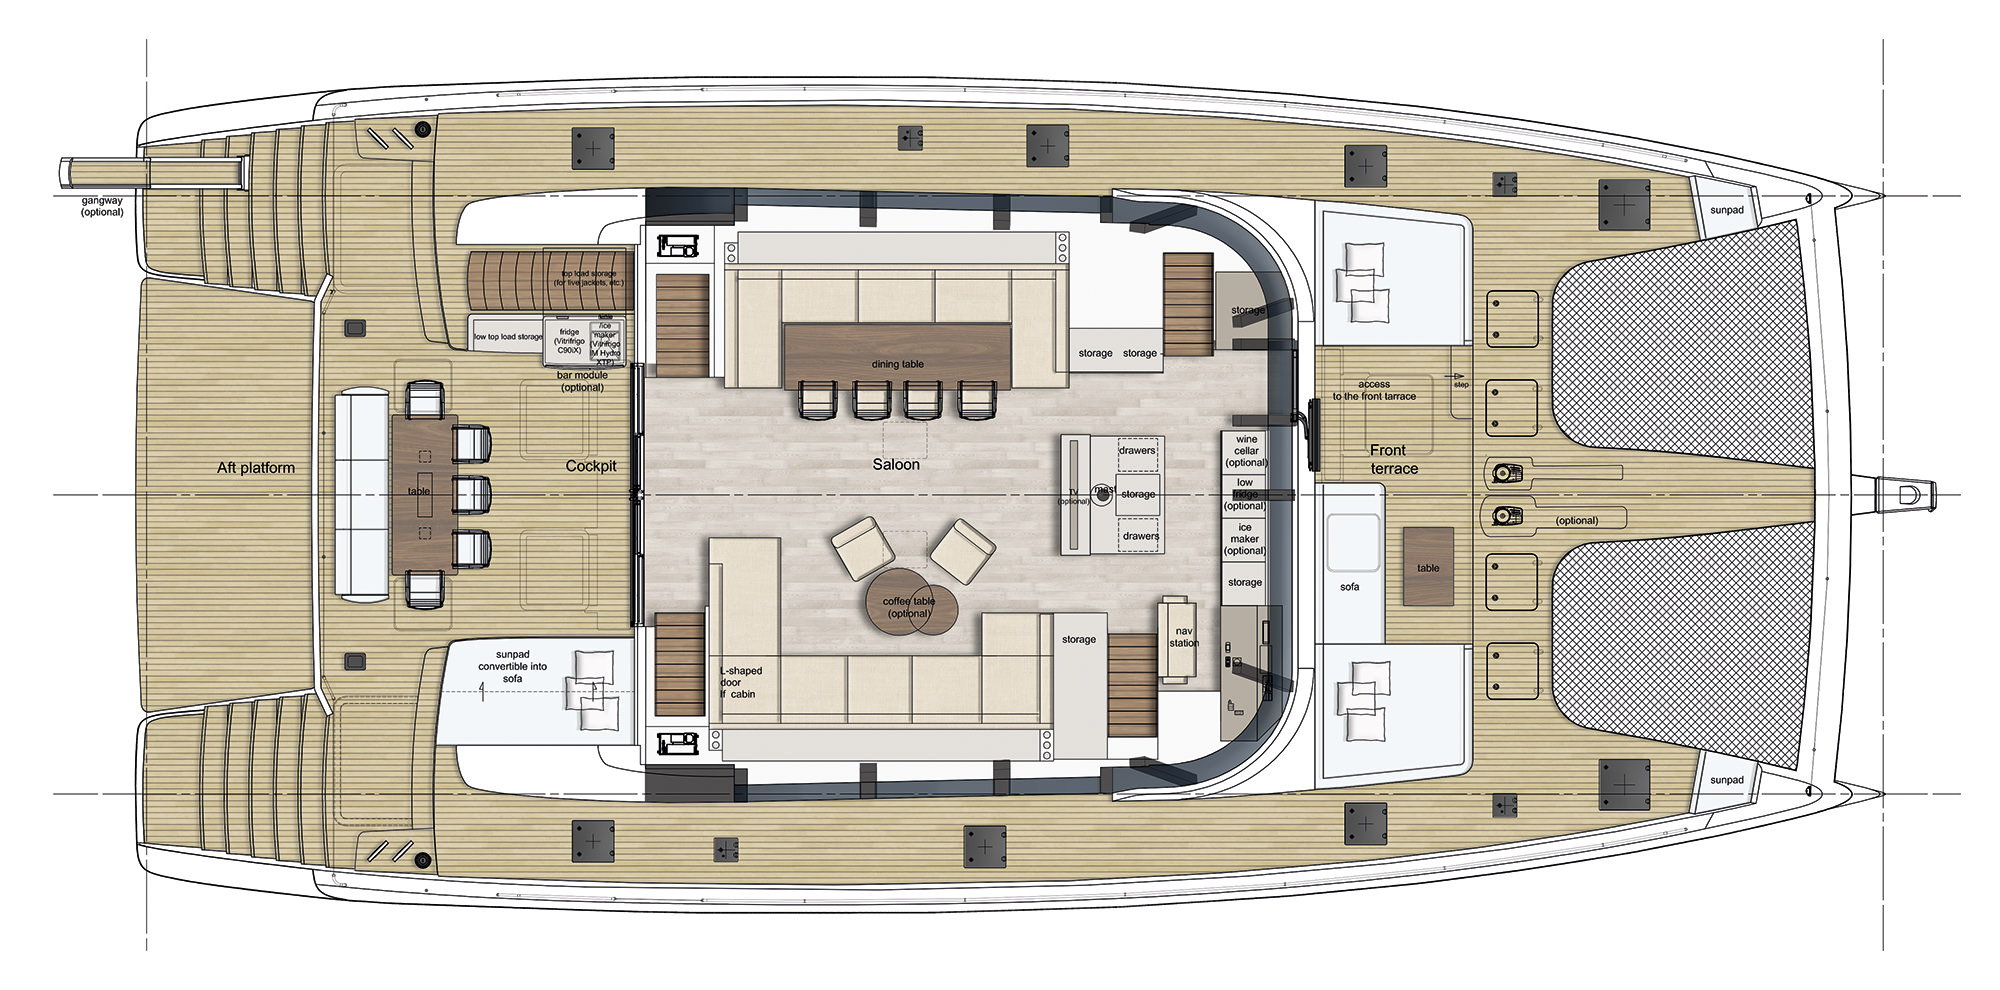 gangway
(optional)
Aft platform
top load storage
(for live jackets, etc.)
low top load storage
fridge
(Vitrifrigo
C90iX)
/ice
maker
(Vitrifrigo
IM Hydro
XTP)
bar module
(optional)
table
Cockpit
sunpad
convertible into
sofa
dining table
storage
storage
storage
Saloon
TV
(optional)
mast
drawers
storage
drawers
wine
cellar
(optional)
low
fridge
(optional)
ice
maker
(optional)
storage
coffee table
(optional)
L-shaped
door
If cabin
storage
nav
station
access
to the front tarrace
step
Front
terrace
sofa
table
(optional)
sunpad
sunpad